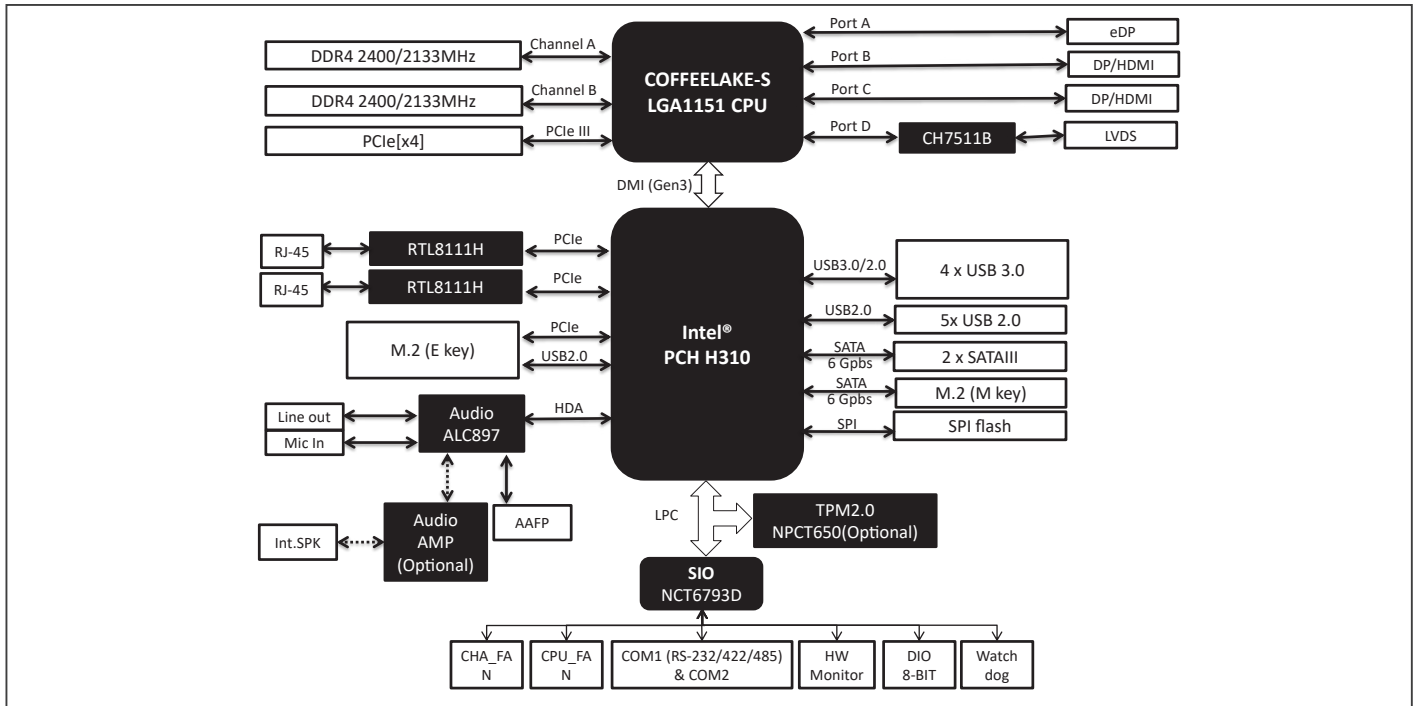 DDR4 2400/2133MHz
Channel A
DDR4 2400/2133MHz
Channel B
PCIe[x4]
PCIe III
COFFEELAKE-S
LGA1151 CPU
Port A
eDP
Port B
DP/HDMI
Port C
DP/HDMI
Port D
CH7511B
LVDS
DMI (Gen3)
RJ-45
RTL8111H
PCIe
RJ-45
RTL8111H
PCIe
M.2 (E key)
PCIe
USB2.0
Intel®
PCH H310
USB3.0/2.0
4 x USB 3.0
USB2.0
5x USB 2.0
SATA
6 Gpbs
2 x SATAIII
SATA
6 Gpbs
M.2 (M key)
SPI
SPI flash
Line out
Mic In
Audio
ALC897
HDA
Int.SPK
Audio
AMP
(Optional)
AAFP
LPC
TPM2.0
NPCT650(Optional)
SIO
NCT6793D
CHA_FA
N
CPU_FA
N
COM1 (RS-232/422/485)
& COM2
HW
Monitor
DIO
8-BIT
Watch
dog